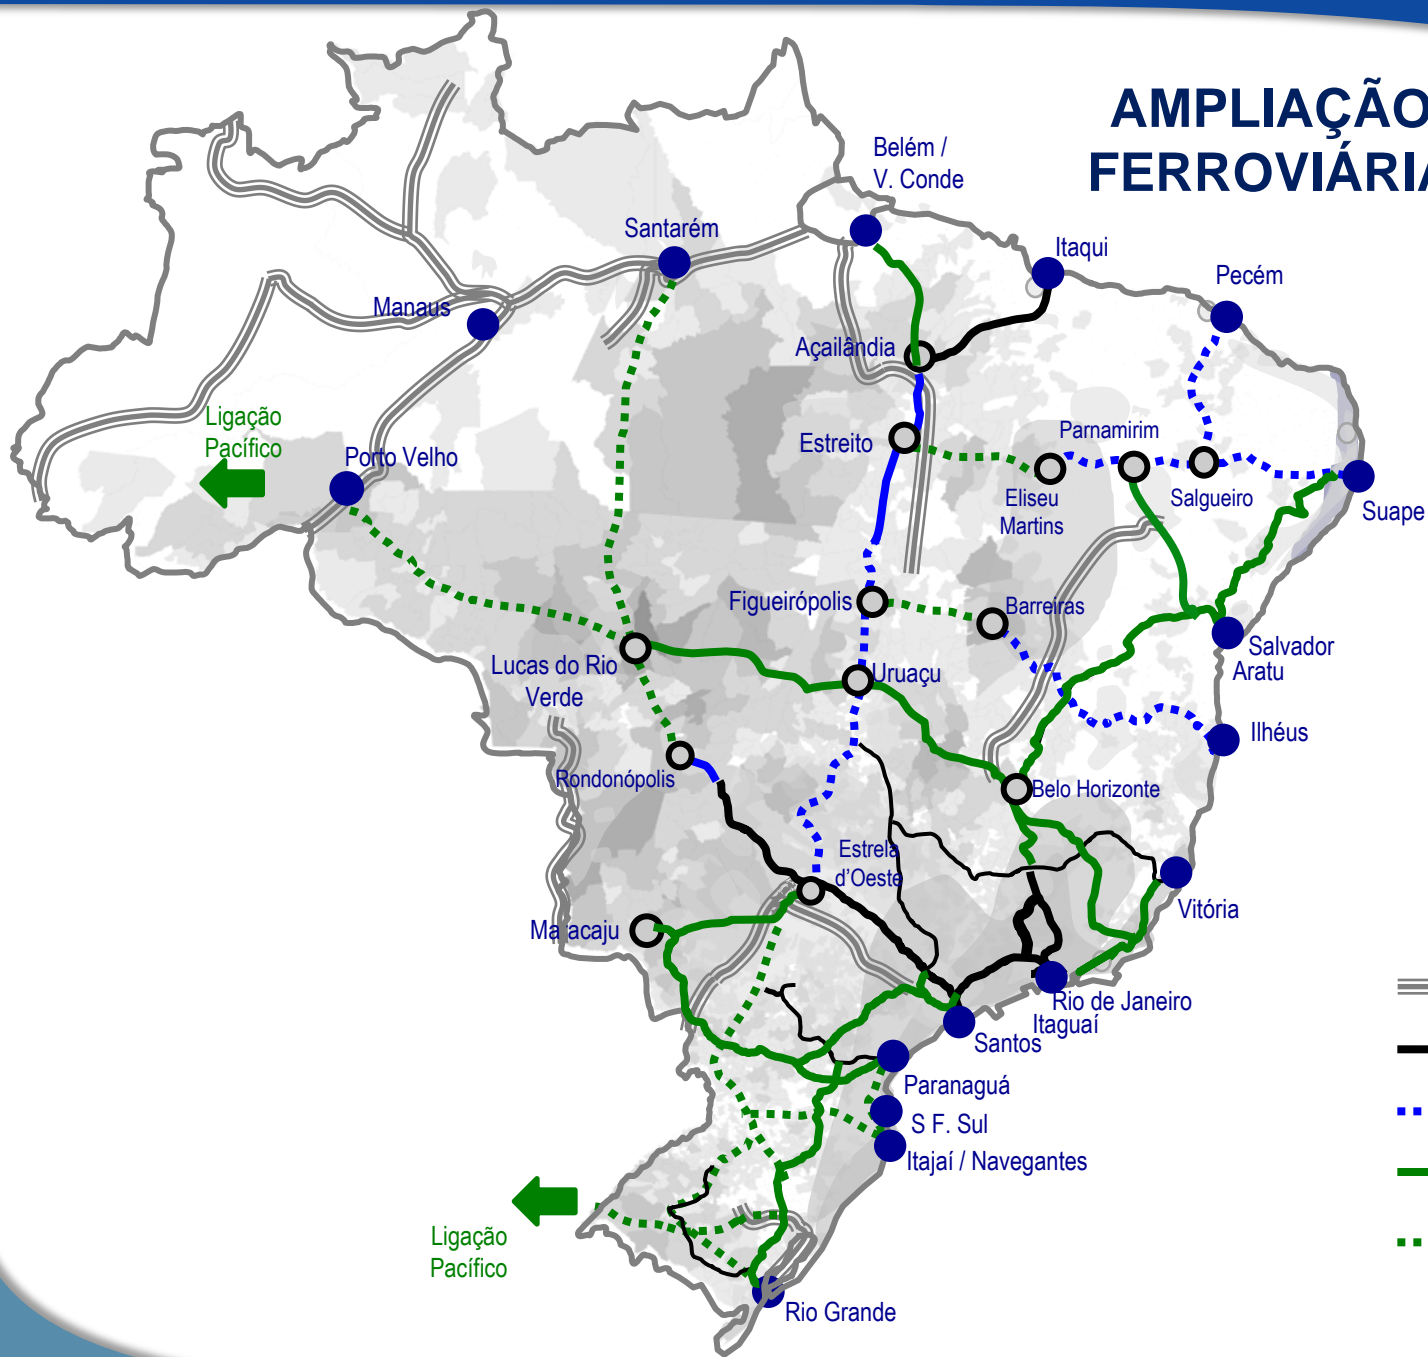 AMPLIAÇÃO
FERROVIÁRIA
Belém /
V. Conde
Santarém
Itaqui
Pecém
Manaus
Açailândia
Ligação
Pacífico
Porto Velho
Estreito
Parnamirim
Eliseu
Martins
Salgueiro
Suape
Figueirópolis
Barreiras
Lucas do Rio
Verde
Uruaçu
Salvador
Aratu
Ilhéus
Rondonópolis
Belo Horizonte
Estrela
d'Oeste
Vitória
Maracaju
Rio de Janeiro
Itaguaí
Santos
Paranaguá
S F. Sul
Itajaí / Navegantes
Ligação
Pacífico
Rio Grande